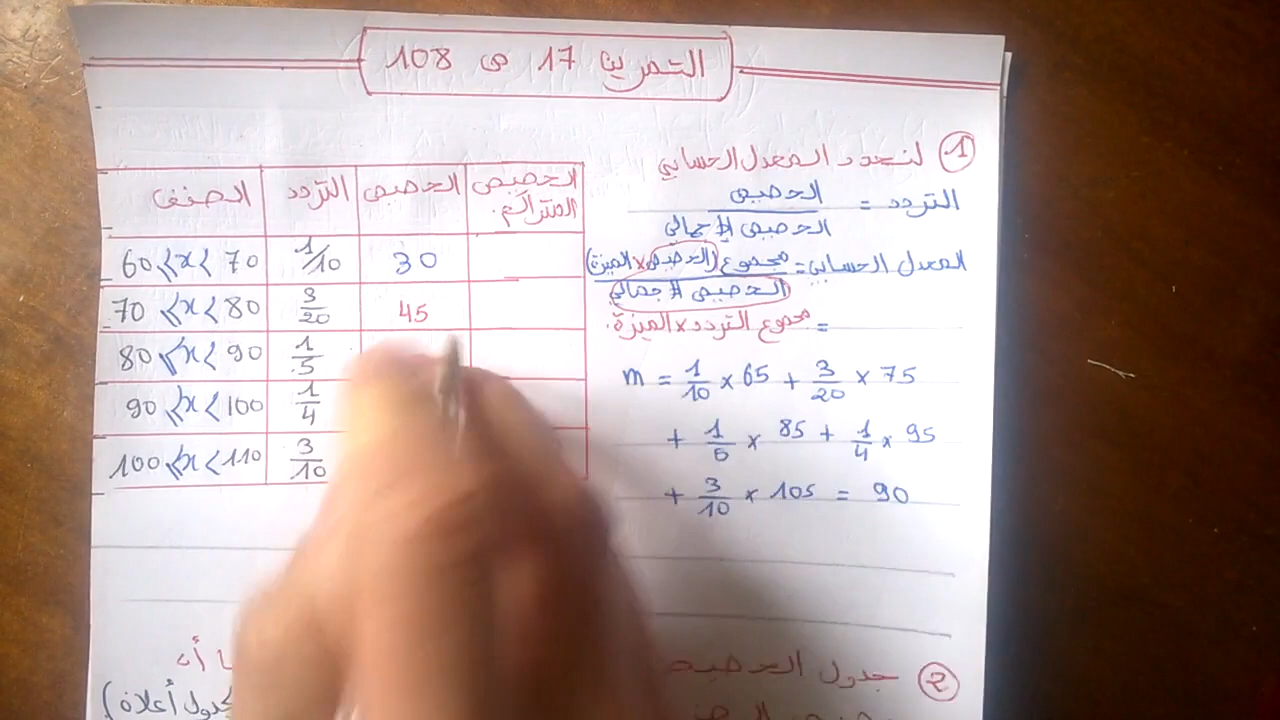 التمرين 17 ص 108
① لنحدد المعدل الحسابي
التردد = الحصيص / الحصيص الإجمالي
المعدل الحسابي = مجموع (الحصيص × الميزة) / الحصيص الإجمالي
= مجموع التردد × الميزة.
m = 1/10 × 65 + 3/20 × 75
+ 1/5 × 85 + 1/4 × 95
+ 3/10 × 105 = 90
الصنف التردد الحصيص الحصيص المتراكم.
60 ⩽ x < 70 1/10 30
70 ⩽ x < 80 3/20 45
80 ⩽ x < 90 1/5
90 ⩽ x < 100 1/4
100 ⩽ x < 110 3/10
② جدول الحصيص
أن
أعلاه)